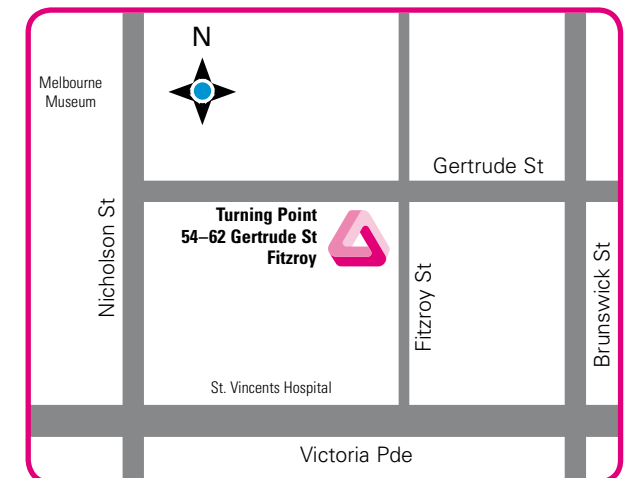 N
Melbourne
Museum
Gertrude St
Turning Point
54–62 Gertrude St
Fitzroy
Nicholson St
Fitzroy St
Brunswick St
St. Vincents Hospital
Victoria Pde